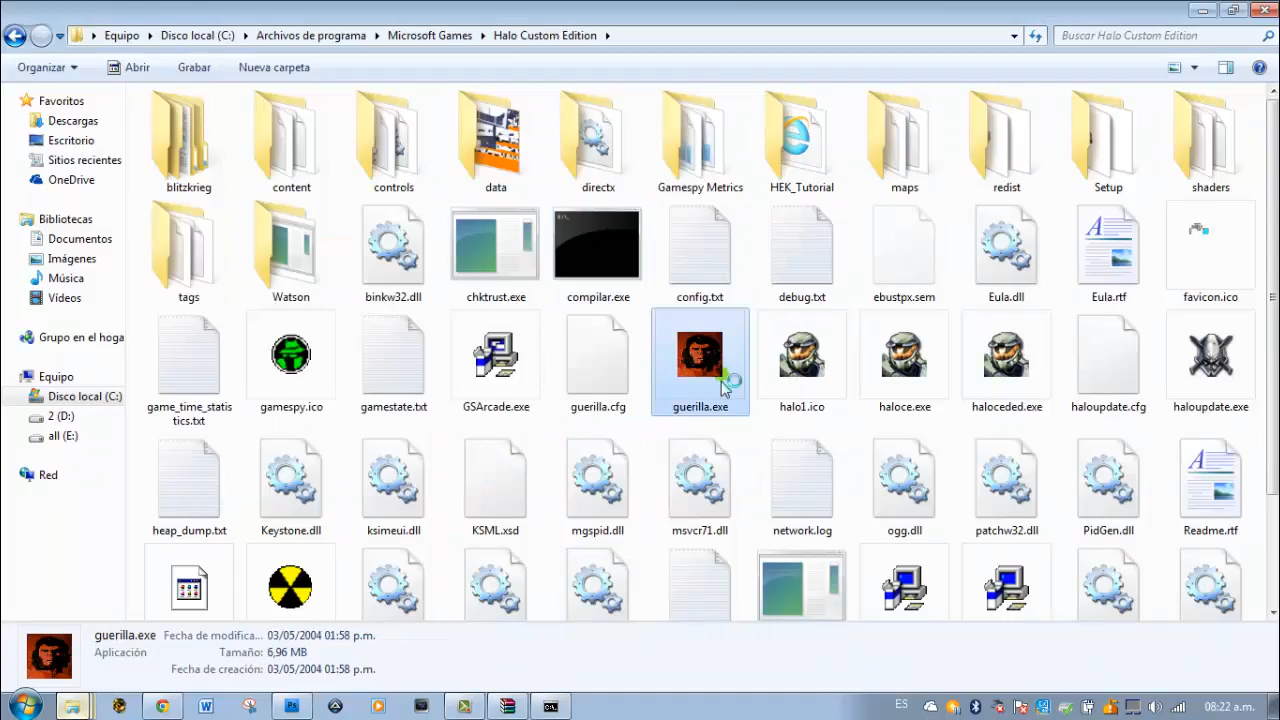 Equipo
Disco local (C:)
Archivos de programa
Microsoft Games
Halo Custom Edition
Buscar Halo Custom Edition
Organizar
Abrir
Grabar
Nueva carpeta
Favoritos
Descargas
Escritorio
Sitios recientes
OneDrive
Bibliotecas
Documentos
Imágenes
Música
Vídeos
Grupo en el hoga
Equipo
Disco local (C:)
2 (D:)
all (E:)
Red
blitzkrieg
content
controls
data
directx
Gamespy Metrics
HEK_Tutorial
maps
redist
Setup
shaders
tags
Watson
binkw32.dll
chktrust.exe
compilar.exe
config.txt
debug.txt
ebustpx.sem
Eula.dll
Eula.rtf
favicon.ico
game_time_statis
tics.txt
gamespy.ico
gamestate.txt
GSArcade.exe
guerilla.cfg
guerilla.exe
halo1.ico
haloce.exe
haloceded.exe
haloupdate.cfg
haloupdate.exe
heap_dump.txt
Keystone.dll
ksimeui.dll
KSML.xsd
mgspid.dll
msvcr71.dll
network.log
ogg.dll
patchw32.dll
PidGen.dll
Readme.rtf
guerilla.exe
Fecha de modifica... 03/05/2004 01:58 p.m.
Aplicación
Tamaño: 6,96 MB
Fecha de creación: 03/05/2004 01:58 p.m.
ES
08:22 a.m.